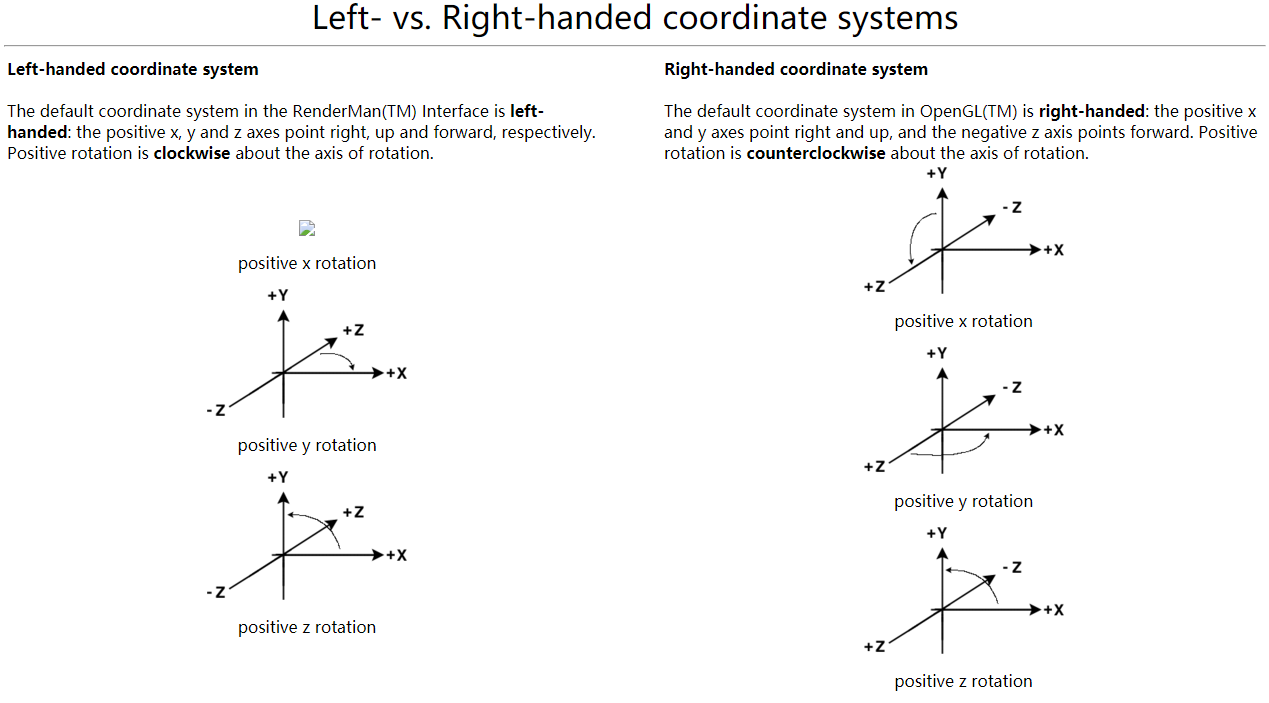 Left- vs. Right-handed coordinate systems
Left-handed coordinate system
The default coordinate system in the RenderMan(TM) Interface is left-
handed: the positive x, y and z axes point right, up and forward, respectively.
Positive rotation is clockwise about the axis of rotation.
positive x rotation
+Y
+Z
+X
- Z
positive y rotation
+Y
+Z
+X
- Z
positive z rotation
Right-handed coordinate system
The default coordinate system in OpenGL(TM) is right-handed: the positive x
and y axes point right and up, and the negative z axis points forward. Positive
rotation is counterclockwise about the axis of rotation.
+Y
- Z
+X
+Z
positive x rotation
+Y
- Z
+X
+Z
positive y rotation
+Y
- Z
+X
+Z
positive z rotation